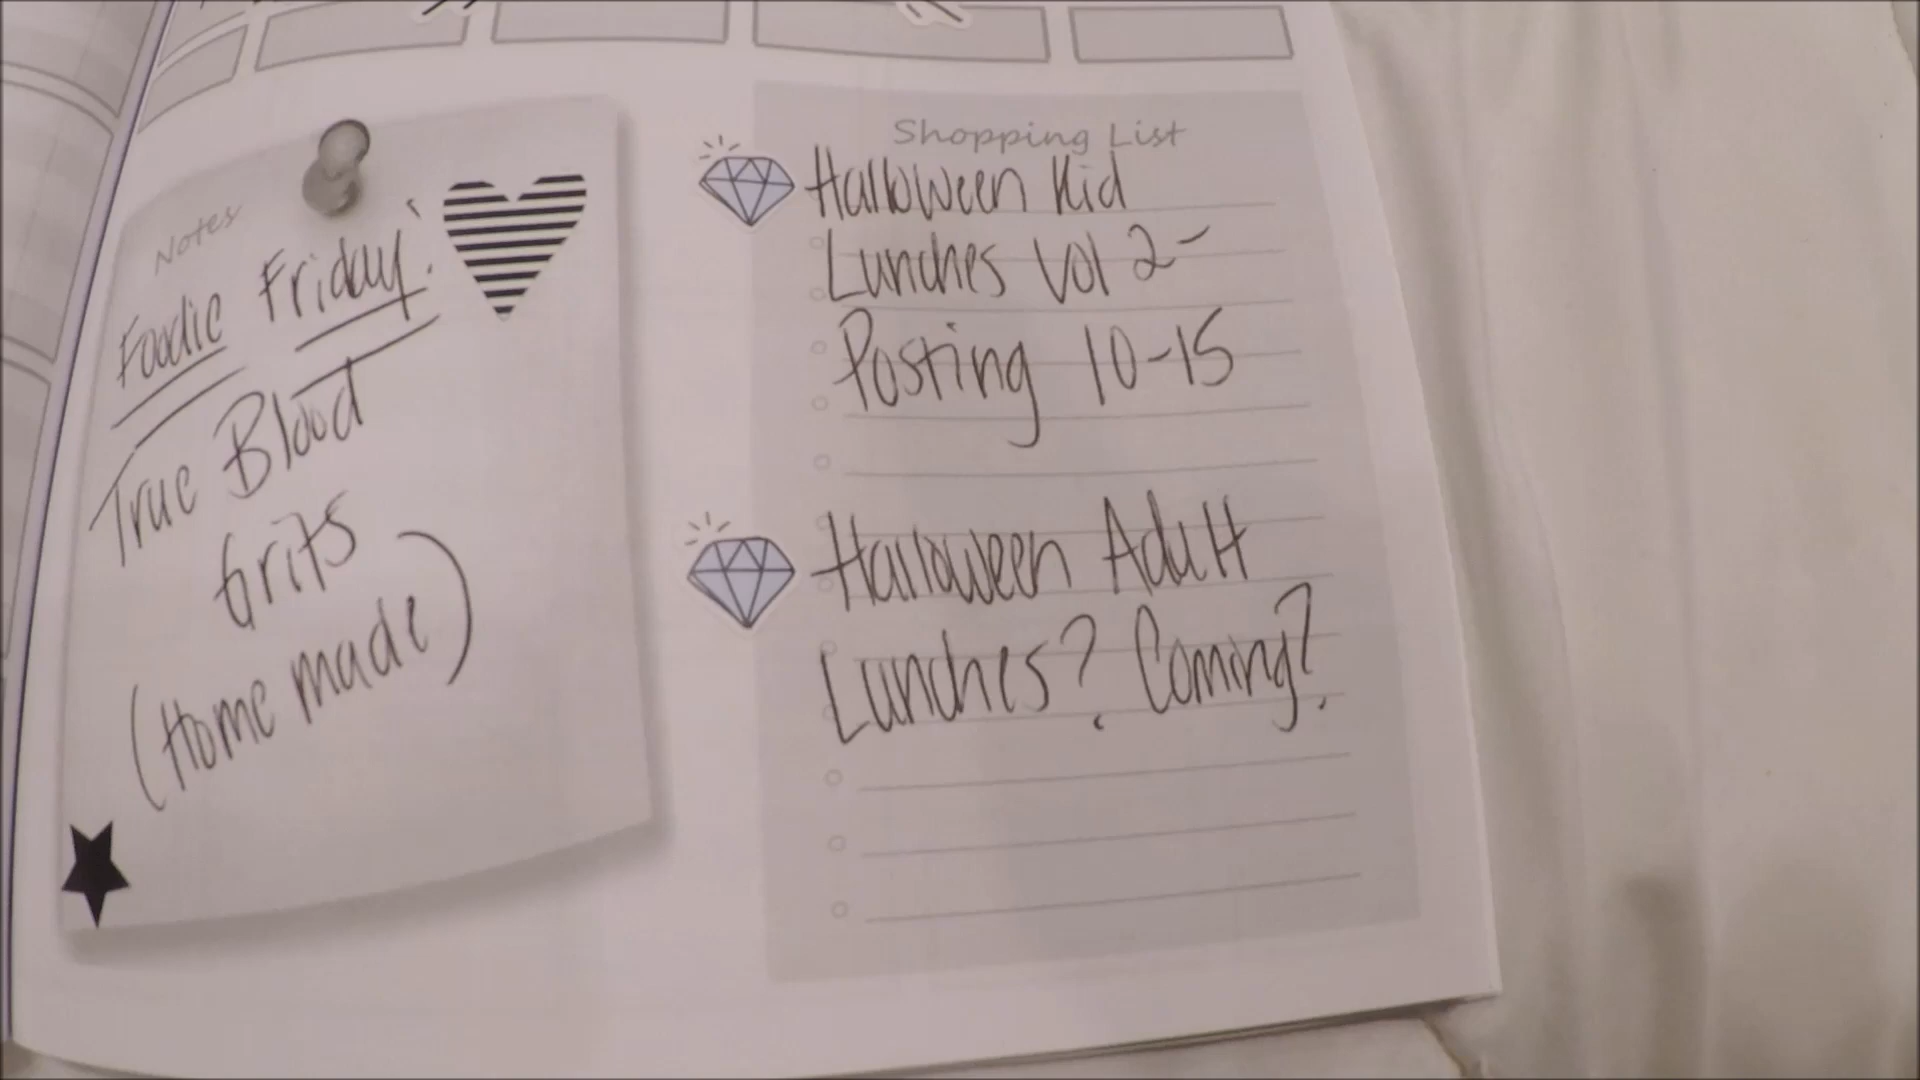 Notes
Foodie Friday:
True Blood
Grits
(Home made)
Shopping List
Halloween Kid
Lunches Vol 2-
Posting 10-15
Halloween Adult
Lunches? Coming?